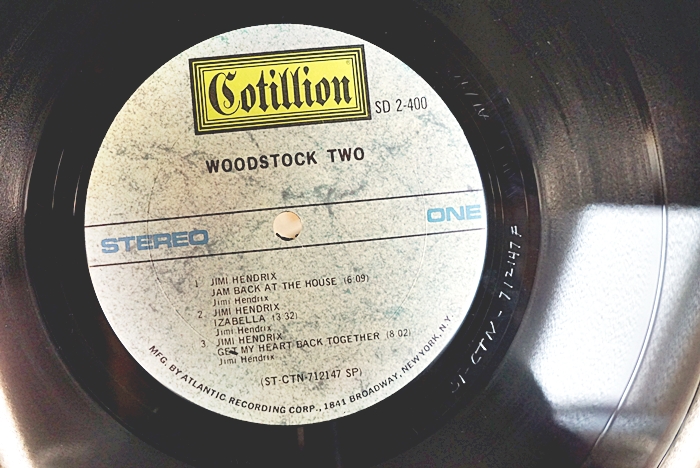 Cotillion
SD 2-400
WOODSTOCK TWO
STEREO
ONE
1. JIMI HENDRIX
JAM BACK AT THE HOUSE (6:09)
Jimi Hendrix
2. JIMI HENDRIX
IZABELLA (3:32)
Jimi Hendrix
3 JIMI HENDRIX
GET MY HEART BACK TOGETHER (8:02)
Jimi Hendrix
(ST-CTN-712147 SP)
MFG. BY ATLANTIC RECORDING CORP., 1841 BROADWAY, NEW YORK, N.Y.
ST-CTN-712147F